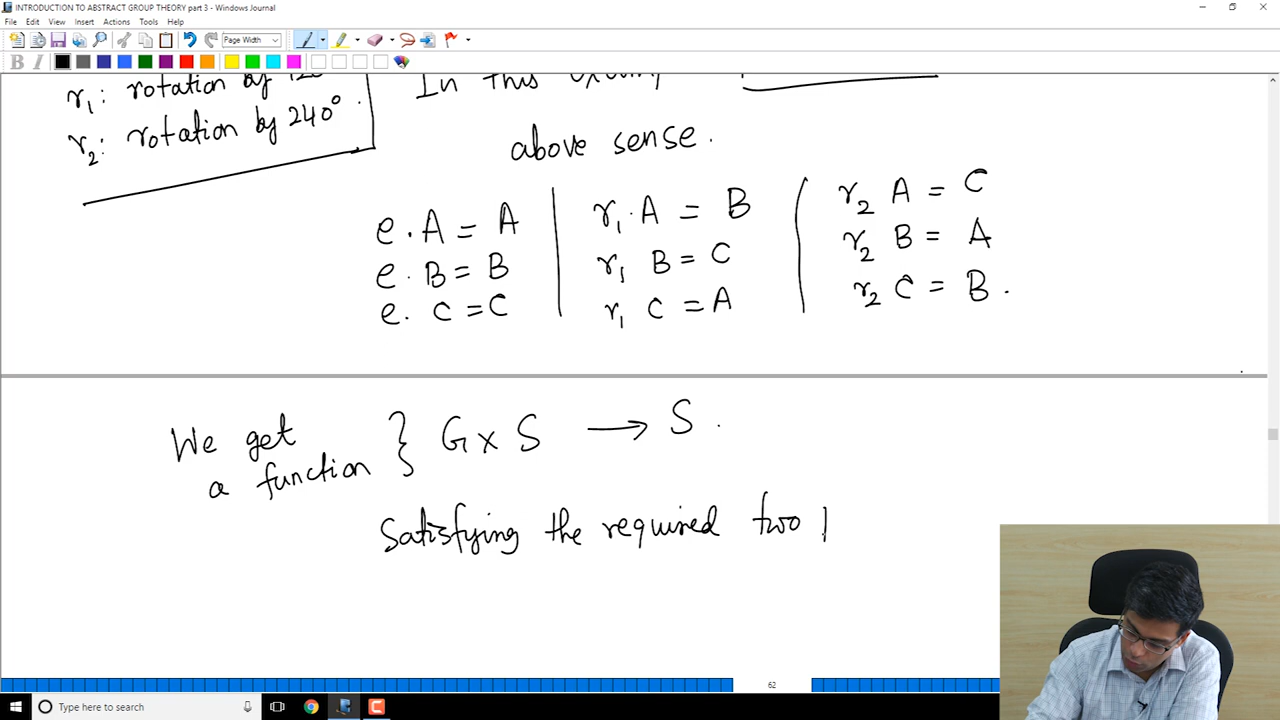 INTRODUCTION TO ABSTRACT GROUP THEORY part 3 - Windows Journal
File Edit View Insert Actions Tools Help
Page Width
B I
r₁: rotation by
r₂: rotation by 240°.
In this
above sense.
e.A = A
e.B = B
e.C = C
r₁.A = B
r₁ B = C
r₁ C = A
r₂ A = C
r₂ B = A
r₂ C = B.
We get
a function } G x S → S.
Satisfying the required two
62
Type here to search